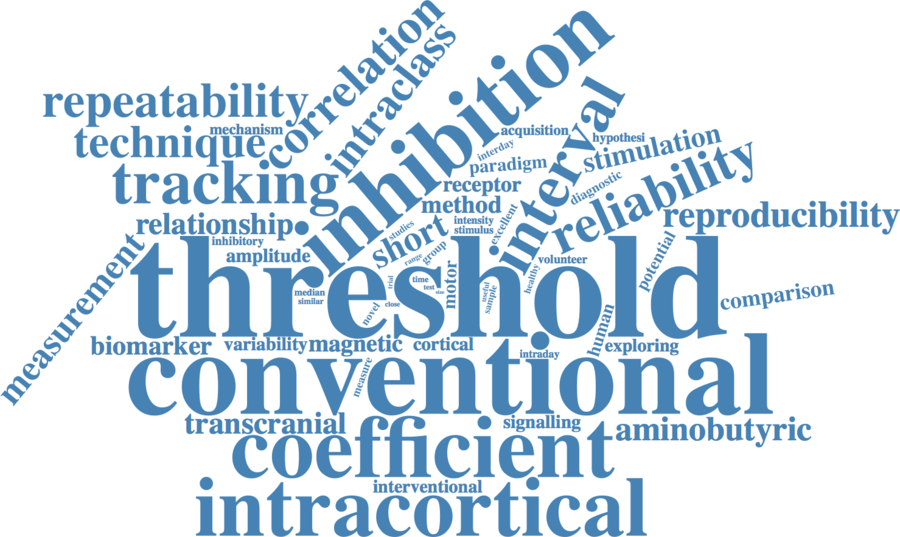 correlation
intraclass
inhibition
repeatability
mechanism
technique
acquisition
hypothesi
interval
interday
stimulation
paradigm
tracking
receptor
diagnostic
reliability
method
reproducibility
relationship
studies
short
intensity
stimulus
excellent
inhibitory
amplitude
range
group
volunteer
potential
measurement
threshold
motor
healthy
trial
time
test
else
useful
sample
median
similar
close
novel
comparison
biomarker
variability
magnetic
cortical
intraday
human
exploring
measure
conventional
transcranial
signalling
aminobutyric
coefficient
interventional
intracortical